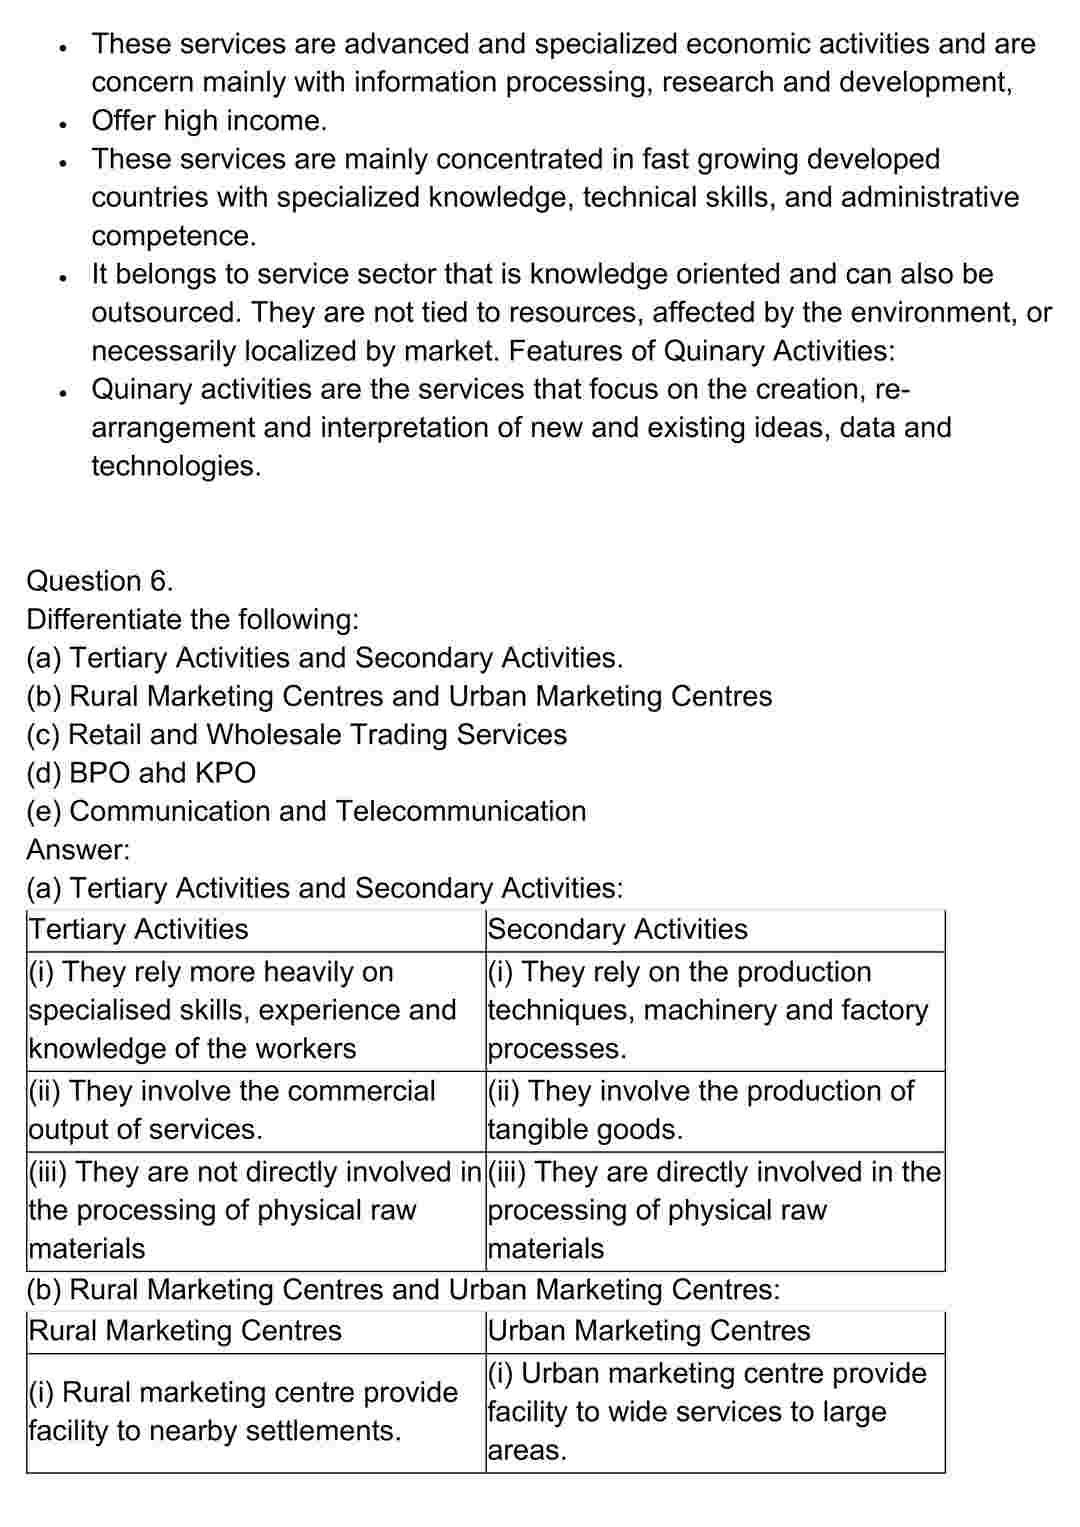 • These services are advanced and specialized economic activities and are
concern mainly with information processing, research and development,
• Offer high income.
• These services are mainly concentrated in fast growing developed
countries with specialized knowledge, technical skills, and administrative
competence.
• It belongs to service sector that is knowledge oriented and can also be
outsourced. They are not tied to resources, affected by the environment, or
necessarily localized by market. Features of Quinary Activities:
• Quinary activities are the services that focus on the creation, re-
arrangement and interpretation of new and existing ideas, data and
technologies.
Question 6.
Differentiate the following:
(a) Tertiary Activities and Secondary Activities.
(b) Rural Marketing Centres and Urban Marketing Centres
(c) Retail and Wholesale Trading Services
(d) BPO ahd KPO
(e) Communication and Telecommunication
Answer:
(a) Tertiary Activities and Secondary Activities:
Tertiary Activities
Secondary Activities
(i) They rely more heavily on
specialised skills, experience and
knowledge of the workers
(i) They rely on the production
techniques, machinery and factory
processes.
(ii) They involve the commercial
output of services.
(ii) They involve the production of
tangible goods.
(iii) They are not directly involved in
the processing of physical raw
materials
(iii) They are directly involved in the
processing of physical raw
materials
(b) Rural Marketing Centres and Urban Marketing Centres:
Rural Marketing Centres
Urban Marketing Centres
(i) Rural marketing centre provide
facility to nearby settlements.
(i) Urban marketing centre provide
facility to wide services to large
areas.